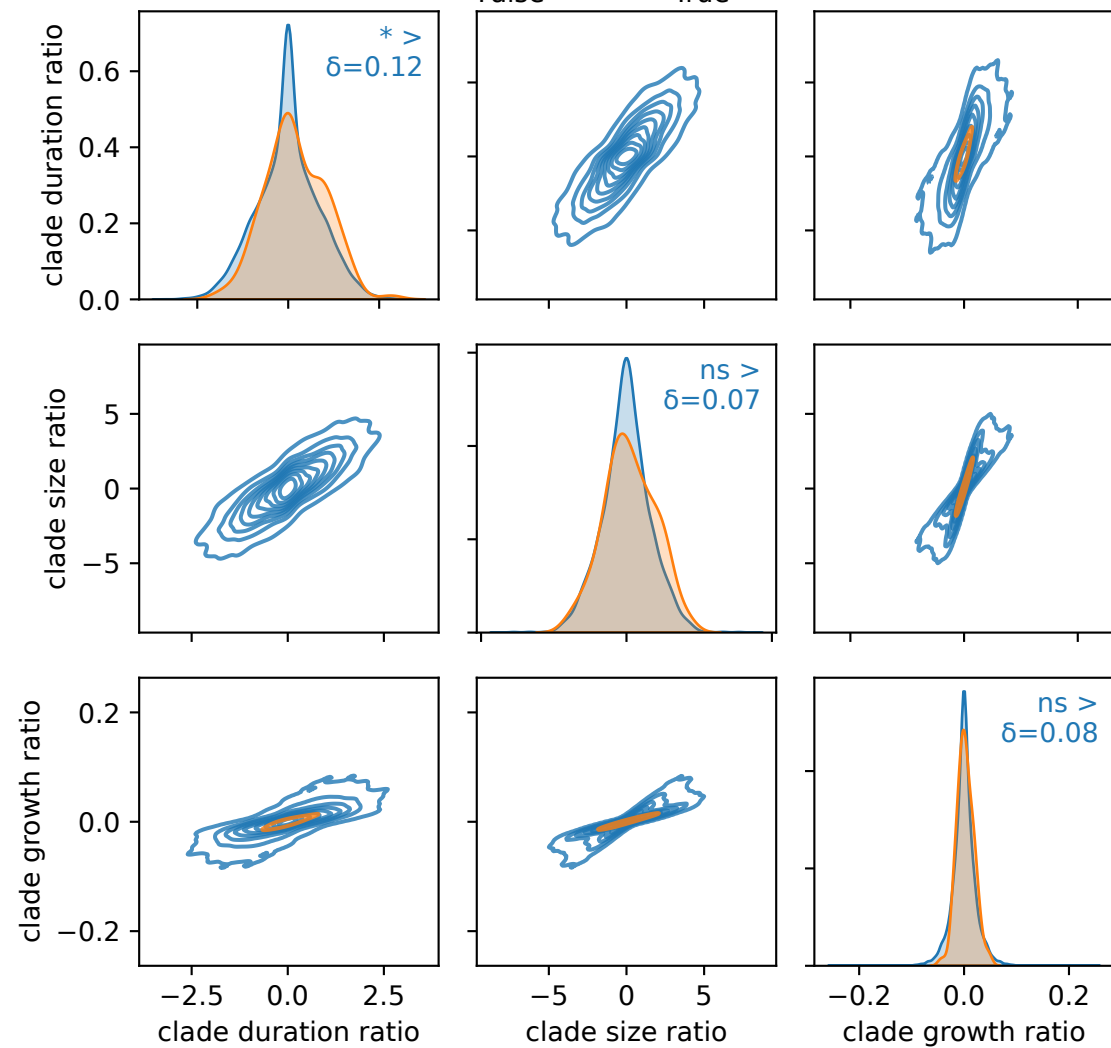 clade duration ratio
0.6
0.4
0.2
0.0
* >
δ=0.12
clade size ratio
5
0
−5
ns >
δ=0.07
clade growth ratio
0.2
0.0
−0.2
ns >
δ=0.08
−2.5 0.0 2.5
clade duration ratio
−5 0 5
clade size ratio
−0.2 0.0 0.2
clade growth ratio